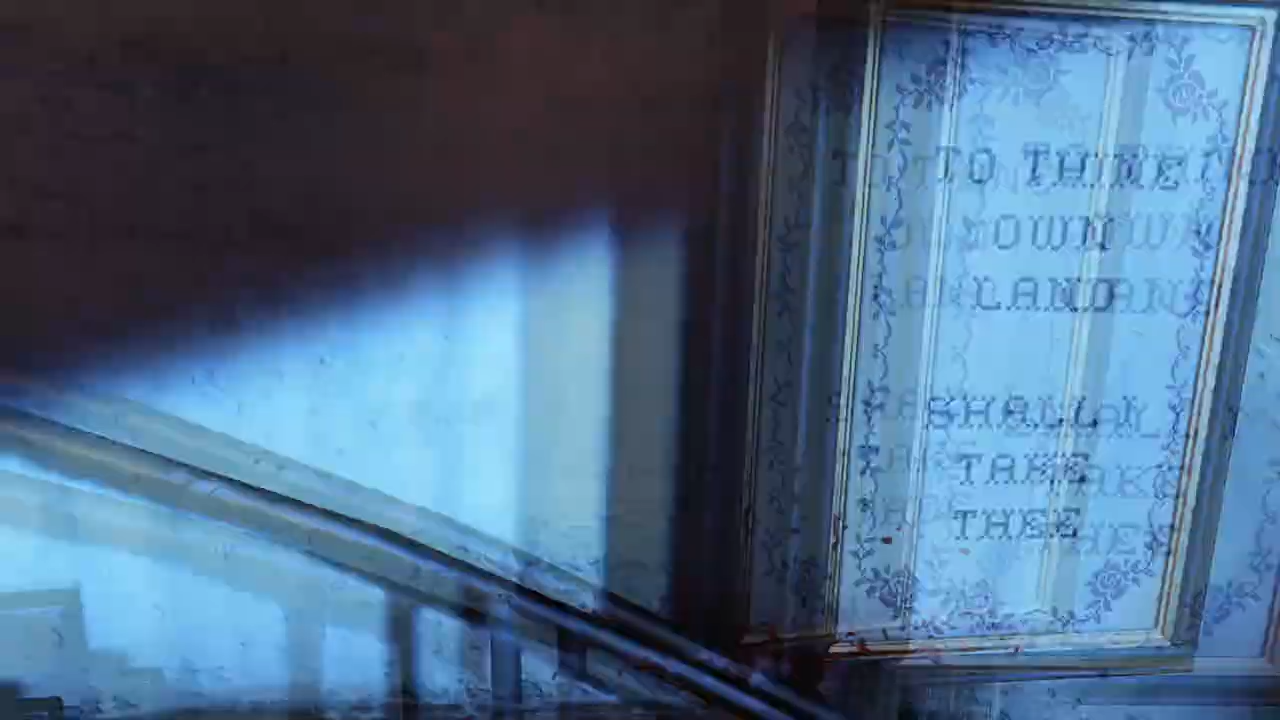 TO THINE
OWN
LAND
SHALL I
TAKE
THEE